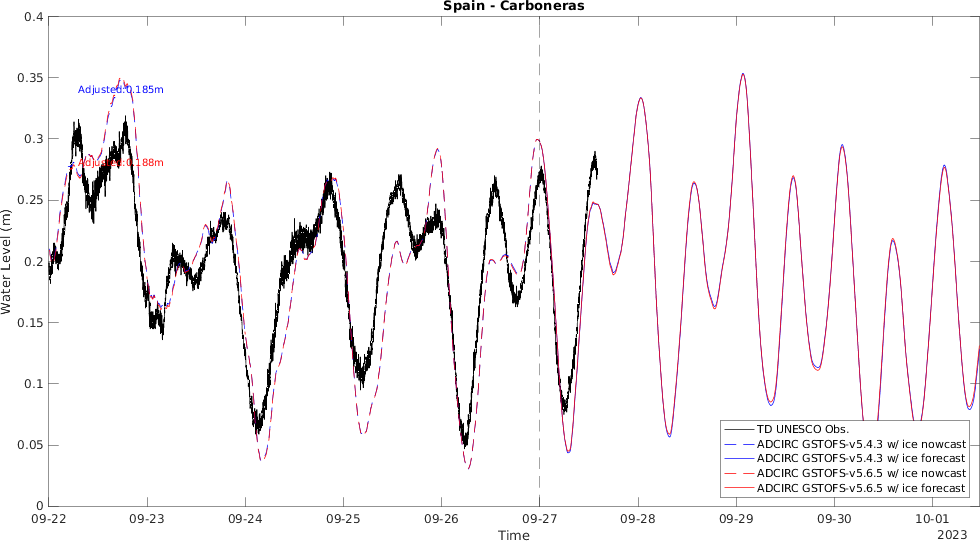 Spain - Carboneras
0.4
0.35
0.3
0.25
0.2
0.15
0.1
0.05
0
Water Level (m)
Adjusted:0.185m
Adjusted:0.188m
TD UNESCO Obs.
ADCIRC GSTOFS-v5.4.3 w/ ice nowcast
ADCIRC GSTOFS-v5.4.3 w/ ice forecast
ADCIRC GSTOFS-v5.6.5 w/ ice nowcast
ADCIRC GSTOFS-v5.6.5 w/ ice forecast
09-22 09-23 09-24 09-25 09-26 09-27 09-28 09-29 09-30 10-01
Time
2023